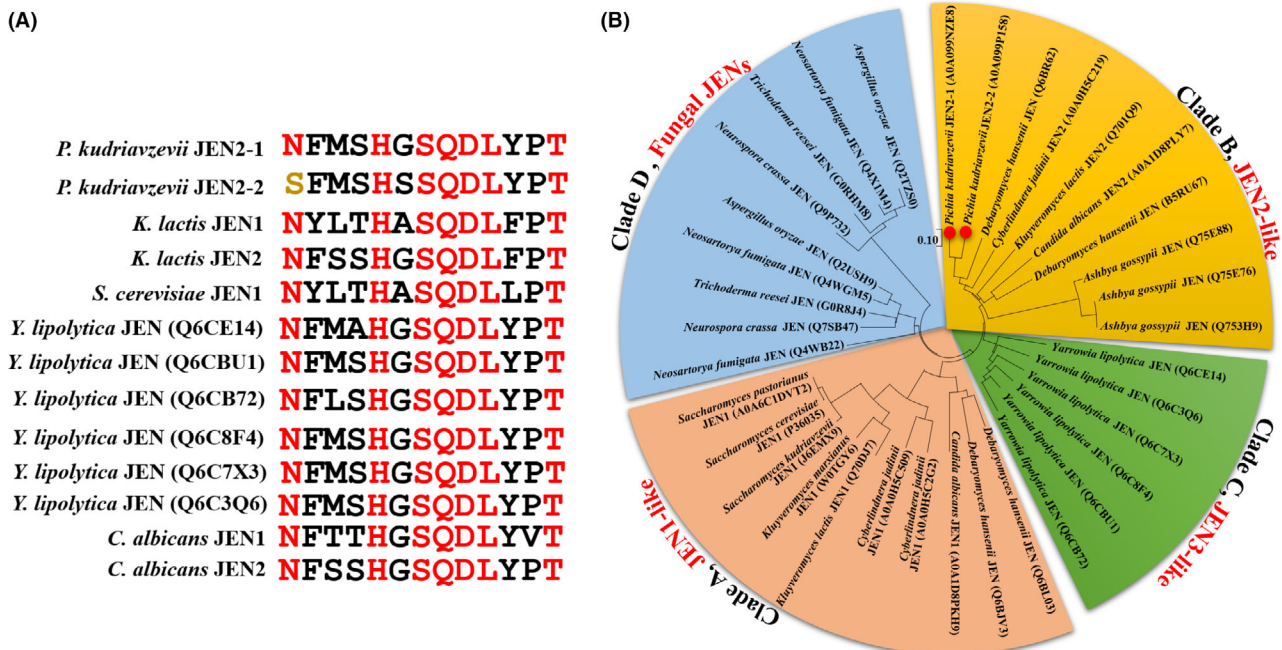 (A)
P. kudriavzevii JEN2-1 NFMSHGSQDLYPT
P. kudriavzevii JEN2-2 SFMSHSSQDLYPT
K. lactis JEN1 NYLTHASQDLFPT
K. lactis JEN2 NFSSHGSQDLFPT
S. cerevisiae JEN1 NYLTHASQDLLPT
Y. lipolytica JEN (Q6CE14) NFMAHGSQDLYPT
Y. lipolytica JEN (Q6CBU1) NFMSHGSQDLYPT
Y. lipolytica JEN (Q6CB72) NFLSHGSQDLYPT
Y. lipolytica JEN (Q6C8F4) NFMSHGSQDLYPT
Y. lipolytica JEN (Q6C7X3) NFMSHGSQDLYPT
Y. lipolytica JEN (Q6C3Q6) NFMSHGSQDLYPT
C. albicans JEN1 NFTTHGSQDLYVT
C. albicans JEN2 NFSSHGSQDLYPT
(B)
Clade D , Fungal JENs
Aspergillus oryzae JEN (Q2TZS0)
Neosartorya fumigata JEN (Q4X1M4)
Trichoderma reesei JEN (G0RHM8)
Neurospora crassa JEN (Q9P732)
Aspergillus oryzae JEN (Q2USH9)
Neosartorya fumigata JEN (Q4WGM5)
Trichoderma reesei JEN (G0R8J4)
Neurospora crassa JEN (Q7SB47)
Neosartorya fumigata JEN (Q4WB22)
Clade B, JEN2-like
Pichia kudriavzevii JEN2-1 (A0A099NZE8)
Pichia kudriavzevii JEN2-2 (A0A099P158)
Debaryomyces hansenii JEN (Q6BR62)
Cyberlindnera jadinii JEN2 (A0A0H5C219)
Kluyveromyces lactis JEN2 (Q701Q9)
Candida albicans JEN2 (A0A1D8PLY7)
Debaryomyces hansenii JEN (B5RU67)
Ashbya gossypii JEN (Q75E88)
Ashbya gossypii JEN (Q75E76)
Ashbya gossypii JEN (Q753H9)
0.10
Clade C, JEN3-like
Yarrowia lipolytica JEN (Q6CE14)
Yarrowia lipolytica JEN (Q6C3Q6)
Yarrowia lipolytica JEN (Q6C7X3)
Yarrowia lipolytica JEN (Q6C8F4)
Yarrowia lipolytica JEN (Q6CBU1)
Yarrowia lipolytica JEN (Q6CB72)
Clade A, JEN1-like
Saccharomyces pastorianus
JEN1 (A0A6C1DVT2)
Saccharomyces cerevisiae
JEN1 (P36035)
Saccharomyces kudriavzevii
JEN1 (J6EMX9)
Kluyveromyces marxianus
JEN1 (W0TGY6)
Kluyveromyces lactis JEN1 (Q70DJ7)
Cyberlindnera jadinii
JEN1 (A0A0H5C509)
Cyberlindnera jadinii
JEN1 (A0A0H5C2G2)
Candida albicans JEN1 (A0A1D8PKH9)
Debaryomyces hansenii JEN (Q6BJV3)
Debaryomyces hansenii JEN (Q6BL03)